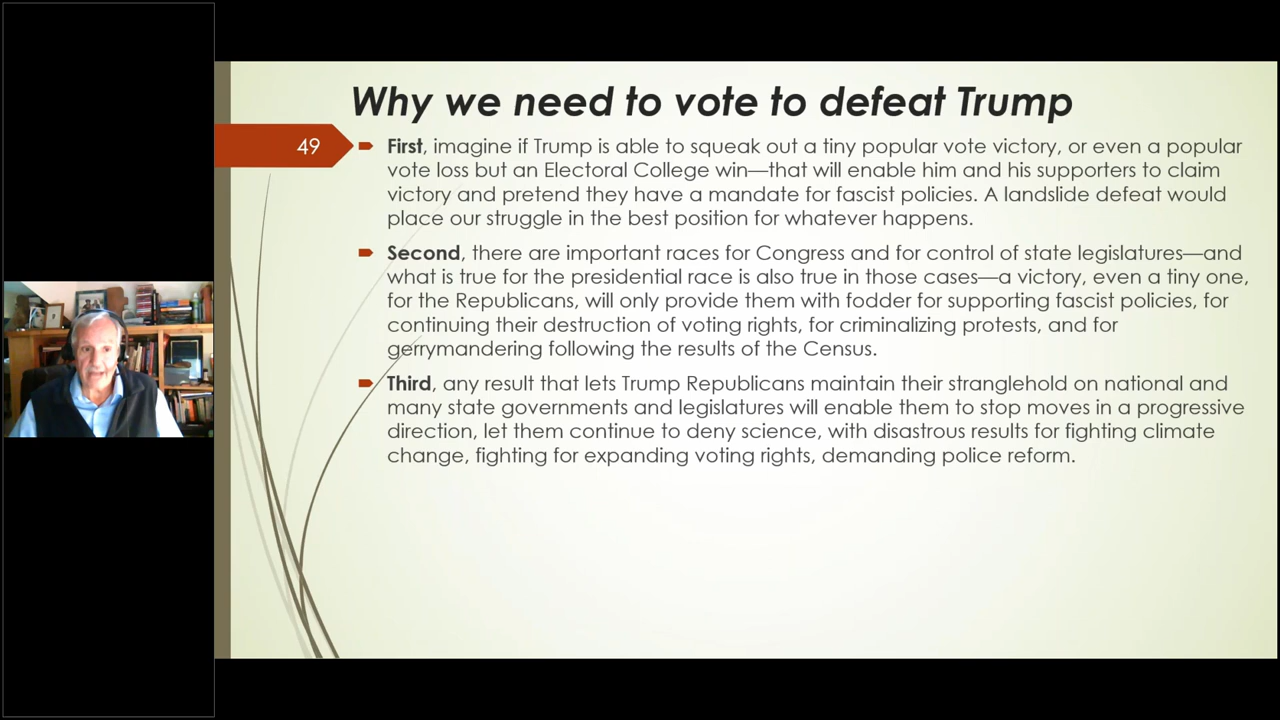 Why we need to vote to defeat Trump
49
First, imagine if Trump is able to squeak out a tiny popular vote victory, or even a popular
vote loss but an Electoral College win—that will enable him and his supporters to claim
victory and pretend they have a mandate for fascist policies. A landslide defeat would
place our struggle in the best position for whatever happens.
Second, there are important races for Congress and for control of state legislatures—and
what is true for the presidential race is also true in those cases—a victory, even a tiny one,
for the Republicans, will only provide them with fodder for supporting fascist policies, for
continuing their destruction of voting rights, for criminalizing protests, and for
gerrymandering following the results of the Census.
Third, any result that lets Trump Republicans maintain their stranglehold on national and
many state governments and legislatures will enable them to stop moves in a progressive
direction, let them continue to deny science, with disastrous results for fighting climate
change, fighting for expanding voting rights, demanding police reform.